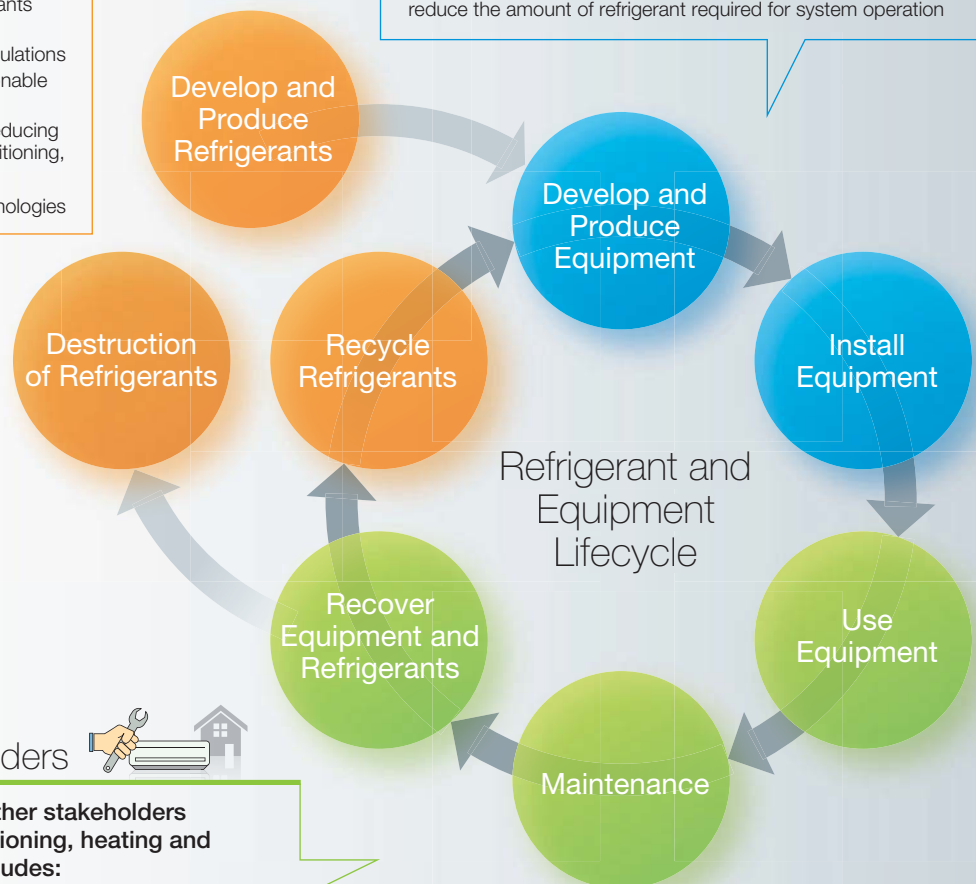 ants
ulations
nable
educing
itioning,
nologies
reduce the amount of refrigerant required for system operation
Develop and
Produce
Refrigerants
Develop and
Produce
Equipment
Destruction
of Refrigerants
Recycle
Refrigerants
Install
Equipment
Refrigerant and
Equipment
Lifecycle
Recover
Equipment and
Refrigerants
Use
Equipment
Maintenance
ders
ther stakeholders
ioning, heating and
udes: